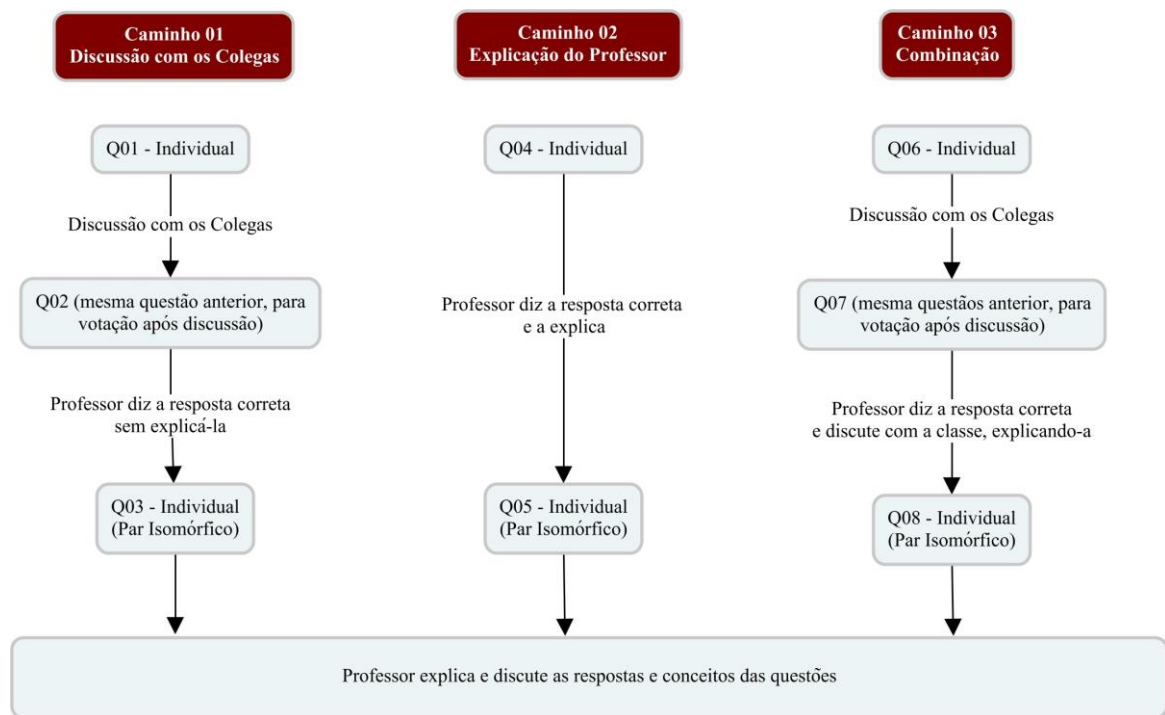 Caminho 01
Discussão com os Colegas
Q01 - Individual
Discussão com os Colegas
Q02 (mesma questão anterior, para
votação após discussão)
Professor diz a resposta correta
sem explicá-la
Q03 - Individual
(Par Isomórfico)
Caminho 02
Explicação do Professor
Q04 - Individual
Professor diz a resposta correta
e a explica
Q05 - Individual
(Par Isomórfico)
Caminho 03
Combinação
Q06 - Individual
Discussão com os Colegas
Q07 (mesma questãos anterior, para
votação após discussão)
Professor diz a resposta correta
e discute com a classe, explicando-a
Q08 - Individual
(Par Isomórfico)
Professor explica e discute as respostas e conceitos das questões